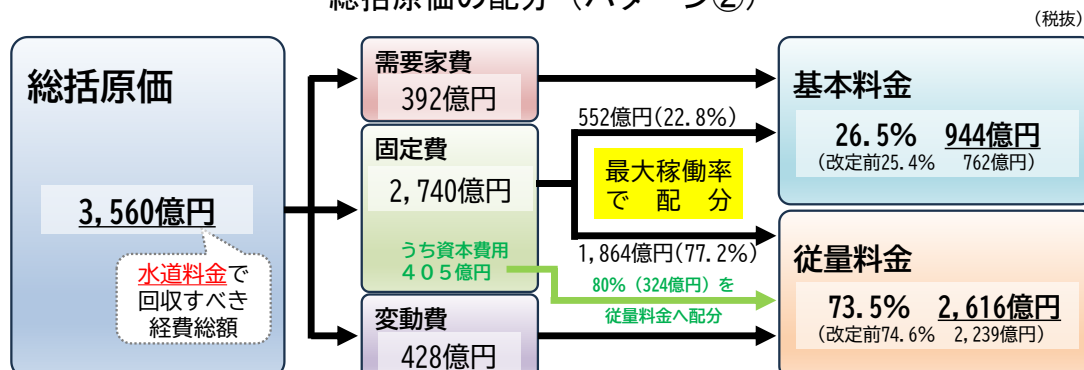 総括原価の配分（パターン②）
（税抜）
総括原価
3,560億円
水道料金で
回収すべき
経費総額
需要家費
392億円
固定費
2,740億円
うち資本費用
４０５億円
変動費
428億円
552億円(22.8%)
最大稼働率
で　配　分
1,864億円(77.2%)
80%（324億円）を
従量料金へ配分
基本料金
26.5%　944億円
（改定前25.4%　762億円）
従量料金
73.5%　2,616億円
（改定前74.6%　2,239億円）